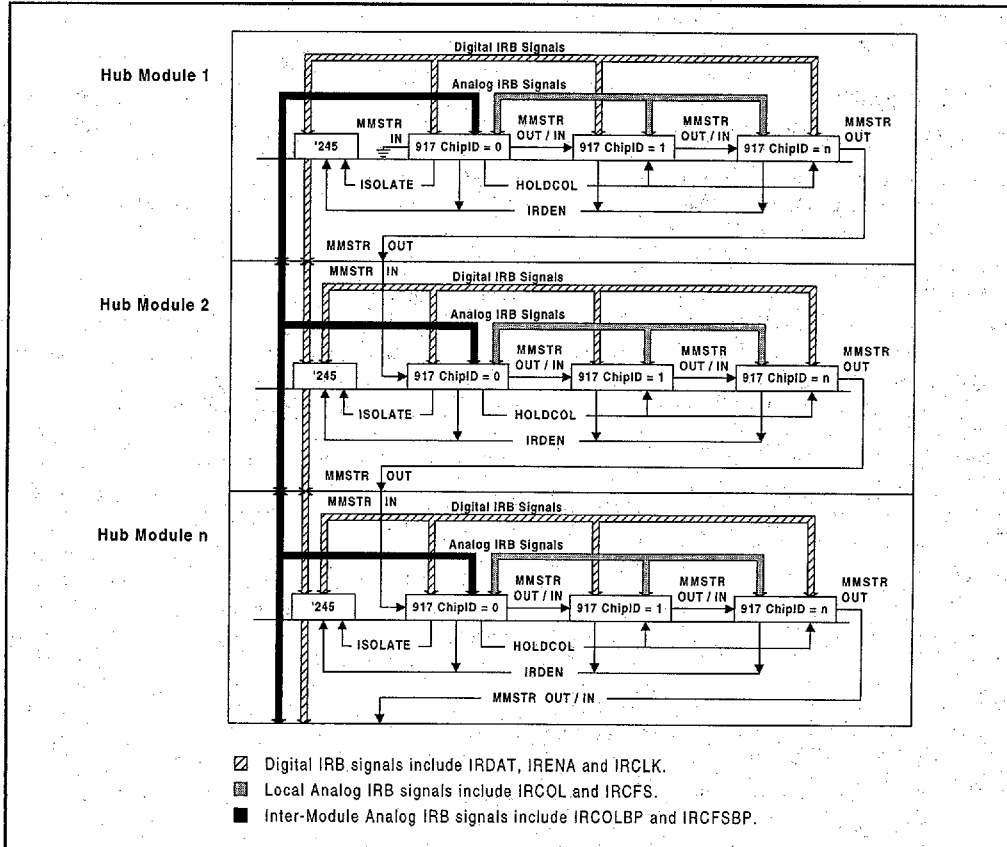 Hub Module 1
Digital IRB Signals
Analog IRB Signals
MMSTR IN
MMSTR OUT / IN
MMSTR OUT / IN
MMSTR OUT
'245
917 ChipID = 0
917 ChipID = 1
917 ChipID = n
ISOLATE
HOLDCOL
IRDEN
MMSTR OUT
MMSTR IN
Hub Module 2
Digital IRB Signals
Analog IRB Signals
MMSTR OUT / IN
MMSTR OUT / IN
MMSTR OUT
'245
917 ChipID = 0
917 ChipID = 1
917 ChipID = n
ISOLATE
HOLDCOL
IRDEN
MMSTR OUT
MMSTR IN
Hub Module n
Digital IRB Signals
Analog IRB Signals
MMSTR OUT / IN
MMSTR OUT / IN
MMSTR OUT
'245
917 ChipID = 0
917 ChipID = 1
917 ChipID = n
ISOLATE
HOLDCOL
IRDEN
MMSTR OUT / IN
Digital IRB signals include IRDAT, IRENA and IRCLK.
Local Analog IRB signals include IRCOL and IRCFS.
Inter-Module Analog IRB signals include IRCOLBP and IRCFSBP.